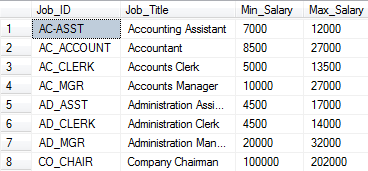 Job_ID Job_Title Min_Salary Max_Salary
1 AC-ASST Accounting Assistant 7000 12000
2 AC_ACCOUNT Accountant 8500 27000
3 AC_CLERK Accounts Clerk 5000 13500
4 AC_MGR Accounts Manager 10000 27000
5 AD_ASST Administration Assi... 4500 17000
6 AD_CLERK Administration Clerk 4500 14000
7 AD_MGR Administration Man... 20000 32000
8 CO_CHAIR Company Chairman 100000 202000